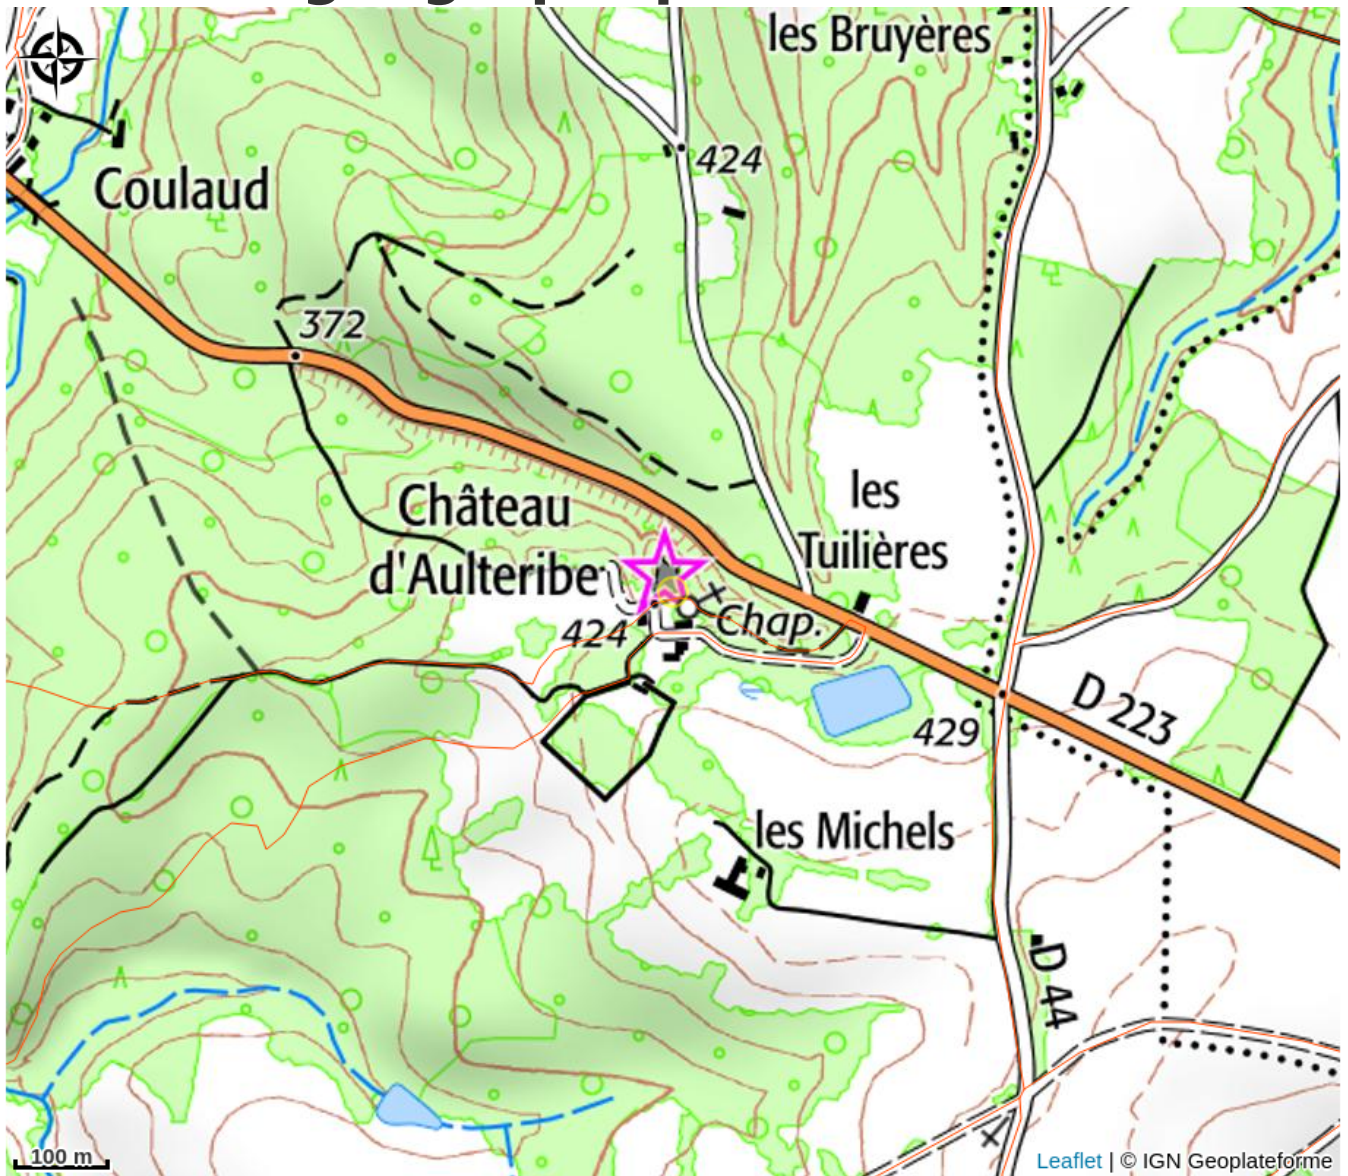 les Bruyères
424
Coulaud
372
les
Tuilières
Château
d'Aulteribe
Chap.
424
D 223
429
les Michels
D 44
100 m
Leaflet | © IGN Geoplateforme